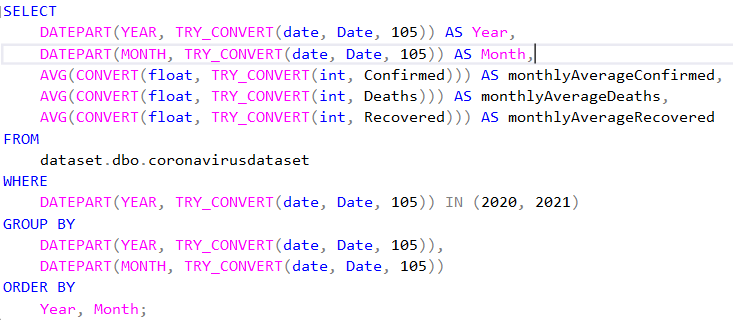 SELECT
DATEPART(YEAR, TRY_CONVERT(date, Date, 105)) AS Year,
DATEPART(MONTH, TRY_CONVERT(date, Date, 105)) AS Month,
AVG(CONVERT(float, TRY_CONVERT(int, Confirmed))) AS monthlyAverageConfirmed,
AVG(CONVERT(float, TRY_CONVERT(int, Deaths))) AS monthlyAverageDeaths,
AVG(CONVERT(float, TRY_CONVERT(int, Recovered))) AS monthlyAverageRecovered
FROM
dataset.dbo.coronavirusdataset
WHERE
DATEPART(YEAR, TRY_CONVERT(date, Date, 105)) IN (2020, 2021)
GROUP BY
DATEPART(YEAR, TRY_CONVERT(date, Date, 105)),
DATEPART(MONTH, TRY_CONVERT(date, Date, 105))
ORDER BY
Year, Month;